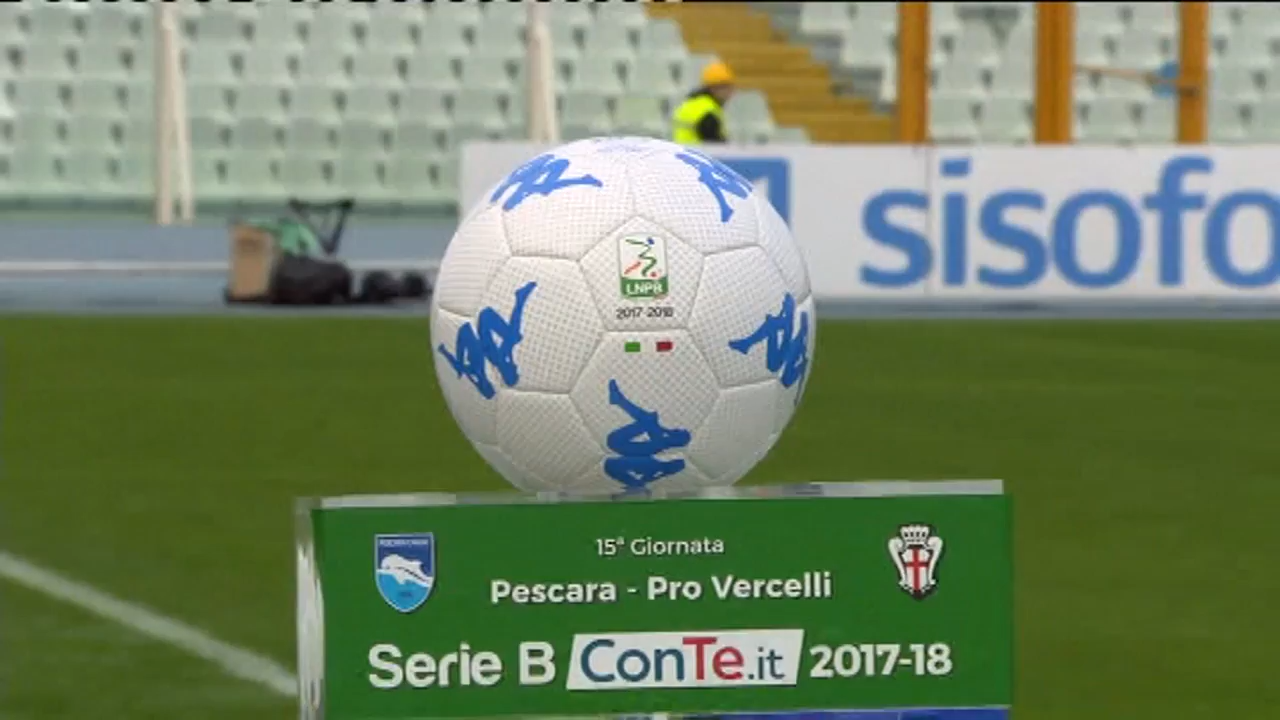 sisofo
LNPB
2017-2018
15ª Giornata
Pescara - Pro Vercelli
Serie B ConTe.it 2017-18